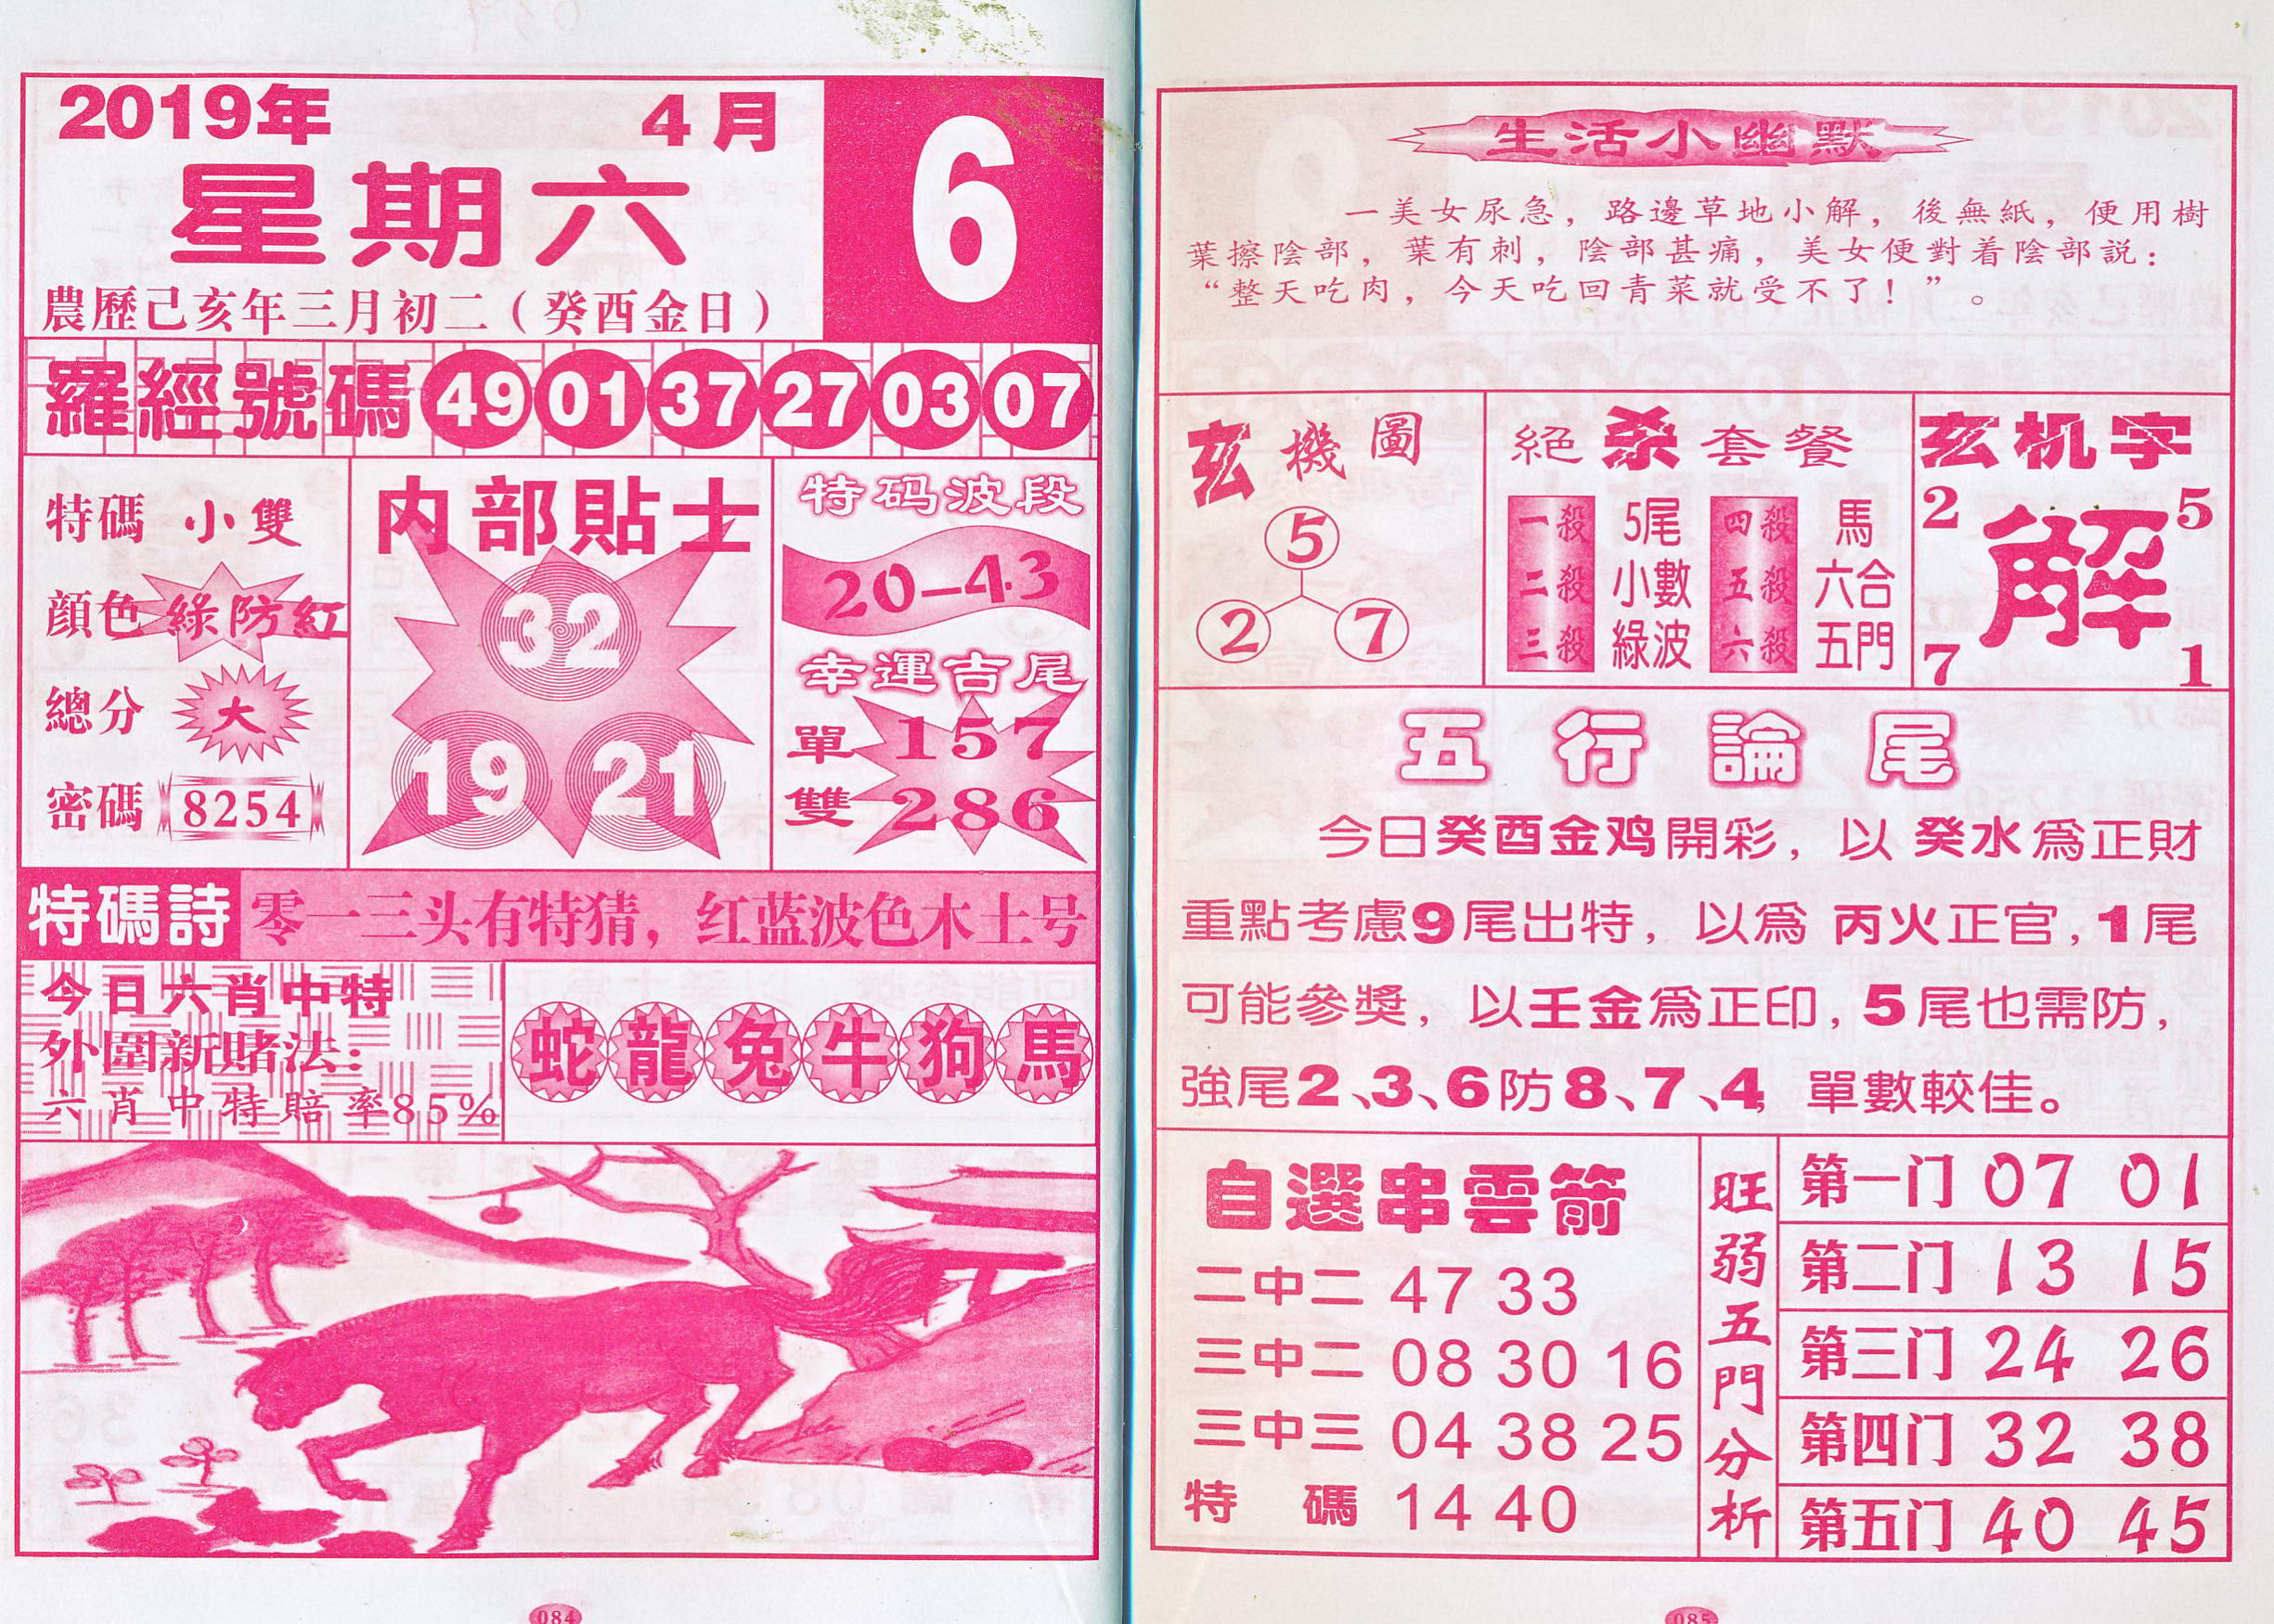 2019年 4月 6
星期六
農歷己亥年三月初二（癸酉金日）
羅經號碼 49 01 37 27 03 07
特碼 小雙
顔色 綠防紅
總分 大
密碼 8254
内部貼士
32
19 21
特码波段
20-43
幸運吉尾
單 157
雙 286
特碼詩 零一三头有特猜，红蓝波色木土号
今日六肖中特
外圍新賭法：
六肖中特賠率85%
蛇 龍 兔 牛 狗 馬
084
生活小幽默
一美女尿急，路邊草地小解，後無紙，便用樹
葉擦陰部，葉有刺，陰部甚痛，美女便對着陰部説：
“整天吃肉，今天吃回青菜就受不了！”。
玄機圖
5
2 7
絕杀套餐
一殺 5尾 四殺 馬
二殺 小數 五殺 六合
三殺 綠波 六殺 五門
玄机字
2 5
解
7 1
五行論尾
今日癸酉金鸡開彩，以 癸水爲正財
重點考慮9尾出特，以爲 丙火正官，1尾
可能參獎，以壬金爲正印，5尾也需防，
強尾2、3、6防8、7、4，單數較佳。
自選串雲箭
二中二 47 33
三中二 08 30 16
三中三 04 38 25
特碼 14 40
旺弱五門分析
第一门 07 01
第二门 13 15
第三门 24 26
第四门 32 38
第五门 40 45
085